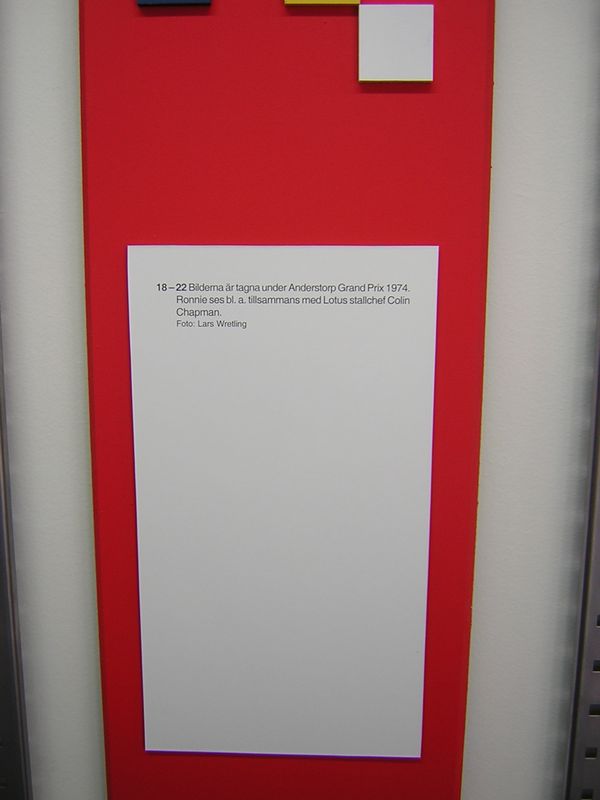 18–22 Bilderna är tagna under Anderstorp Grand Prix 1974.
Ronnie ses bl. a. tillsammans med Lotus stallchef Colin
Chapman.
Foto: Lars Wretling